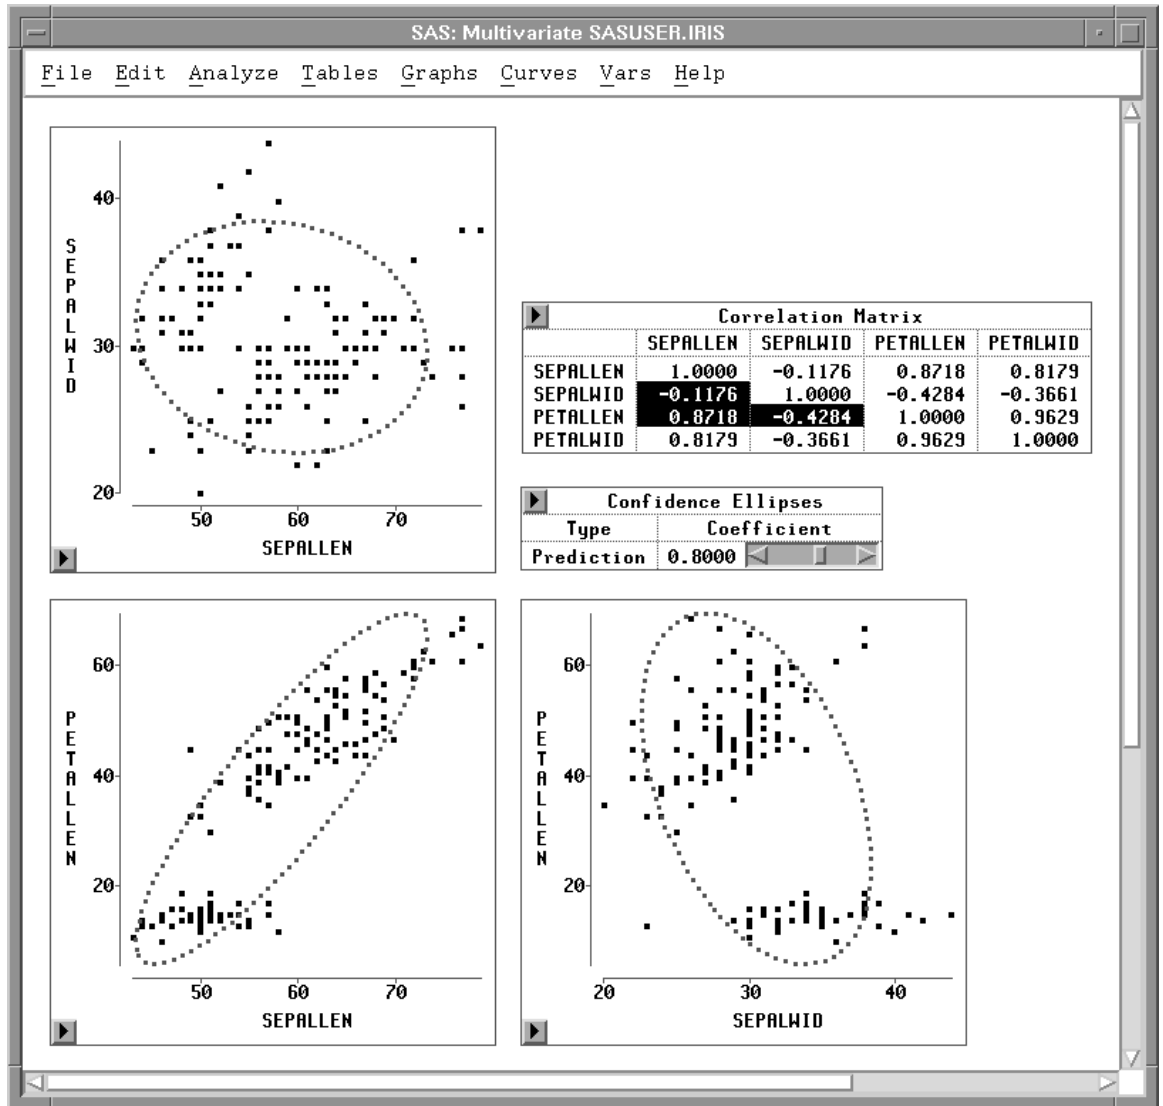 SAS: Multivariate SASUSER.IRIS
File Edit Analyze Tables Graphs Curves Vars Help
SEPALWID
40
30
20
50 60 70
SEPALLEN
Correlation Matrix
SEPALLEN SEPALWID PETALLEN PETALWID
SEPALLEN 1.0000 -0.1176 0.8718 0.8179
SEPALWID -0.1176 1.0000 -0.4284 -0.3661
PETALLEN 0.8718 -0.4284 1.0000 0.9629
PETALWID 0.8179 -0.3661 0.9629 1.0000
Confidence Ellipses
Type Coefficient
Prediction 0.8000
PETALLEN
60
40
20
50 60 70
SEPALLEN
PETALLEN
60
40
20
20 30 40
SEPALWID